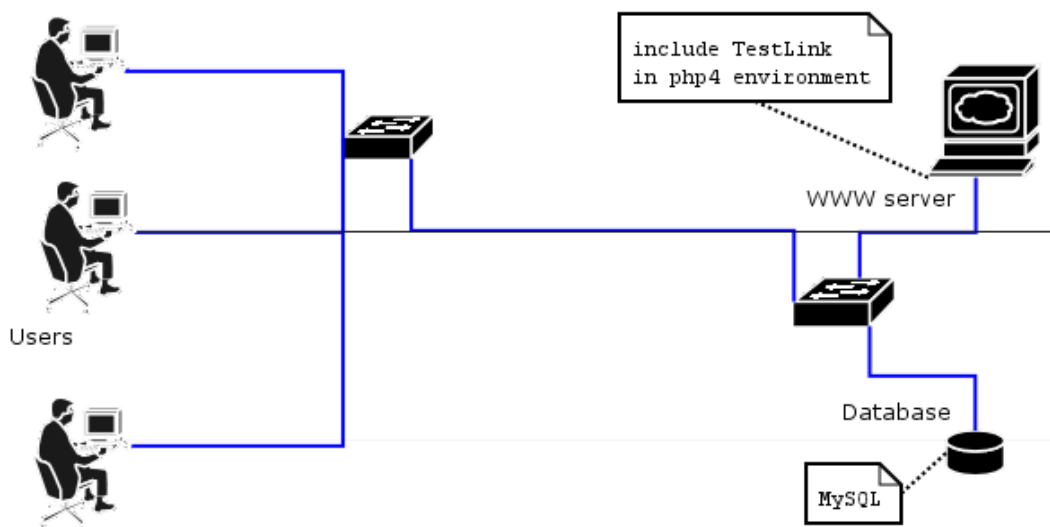 include TestLink
in php4 environment
WWW server
Users
Database
MySQL